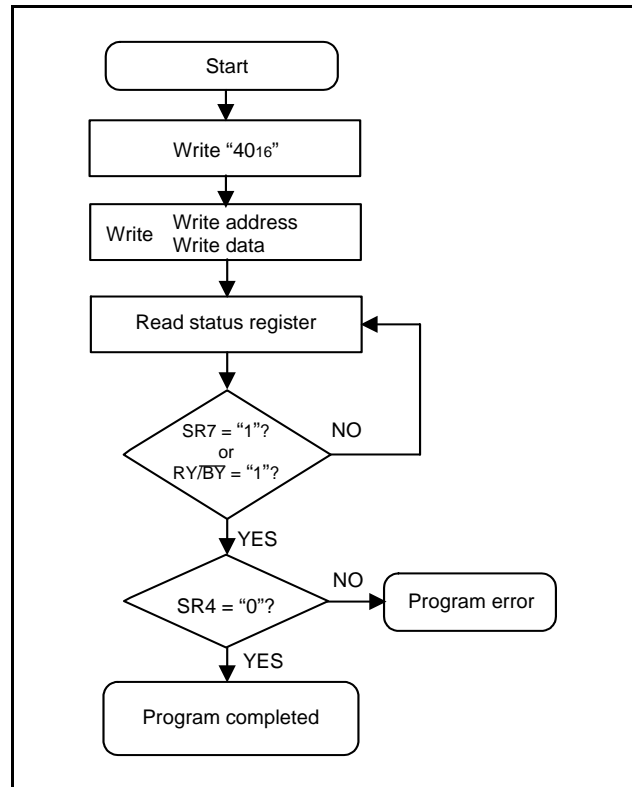 Start
Write “4016”
Write
Write address
Write data
Read status register
SR7 = “1”?
or
RY/B̅Y̅ = “1”?
NO
YES
SR4 = “0”?
NO
Program error
YES
Program completed